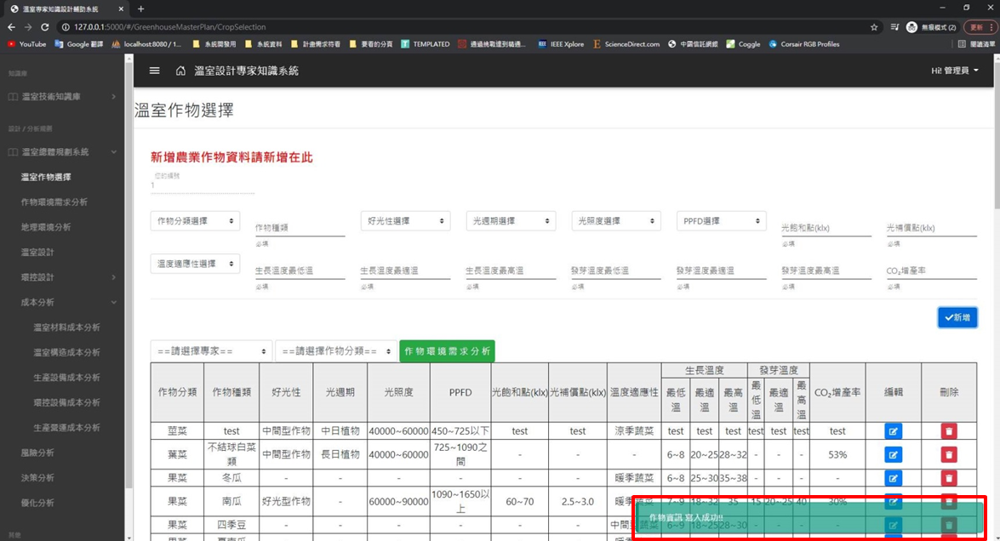 溫室專家知識設計輔助系統
127.0.0.1:5000/#/GreenhouseMasterPlan/CropSelection
無痕模式 (2)
更新
YouTube
Google 翻譯
localhost:8080 / 1...
系統開發用
系統資料
計畫需求符卷
要看的分頁
TEMPLATED
IEEE Xplore
ScienceDirect.com
中國信託網銀
Coggle
Corsair RGB Profiles
閱讀清單
知識庫
溫室技術知識庫
設計 / 分析規劃
溫室總體規劃系統
溫室作物選擇
作物環境需求分析
地理環境分析
溫室設計
環控設計
成本分析
溫室材料成本分析
溫室構造成本分析
生產設備成本分析
環控設備成本分析
生產營運成本分析
風險分析
決策分析
優化分析
溫室設計專家知識系統
Hi! 管理員
溫室作物選擇
新增農業作物資料請新增在此
您的編號
1
作物分類選擇 作物種類 好光性選擇 光週期選擇 光照度選擇 PPFD選擇 光飽和點(klx) 光補償點(klx)
必填 必填 必填
溫度適應性選擇 生長溫度最低溫 生長溫度最適溫 生長溫度最高溫 發芽溫度最低溫 發芽溫度最適溫 發芽溫度最高溫 CO₂增產率
必填 必填 必填 必填 必填 必填 必填
新增
==請選擇專家== ==請選擇作物分類== 作物環境需求分析
作物分類 作物種類 好光性 光週期 光照度 PPFD 光飽和點(klx) 光補償點(klx) 溫度適應性 生長溫度 發芽溫度 CO₂增產率 編輯 刪除
最低溫 最適溫 最高溫 最低溫 最適溫 最高溫
莖菜 test 中間型作物 中日植物 40000~60000 450~725以下 test test 涼季蔬菜 test test test test test test test
葉菜 不結球白菜類 中間型作物 長日植物 40000~60000 725~1090之間 - - - 6~8 20~25 28~32 - - - 53%
果菜 冬瓜 - - - - - - 暖季蔬菜 6~8 25~30 35~38 - - - -
果菜 南瓜 好光型作物 - 60000~90000 1090~1650以上 60~70 2.5~3.0 暖季蔬菜 7~9 18~32 35 15 20~25 40 30%
果菜 四季豆 - - - - - - 中間型蔬菜 6~9 18~25 28~30 - - - -
作物資訊 寫入成功!!